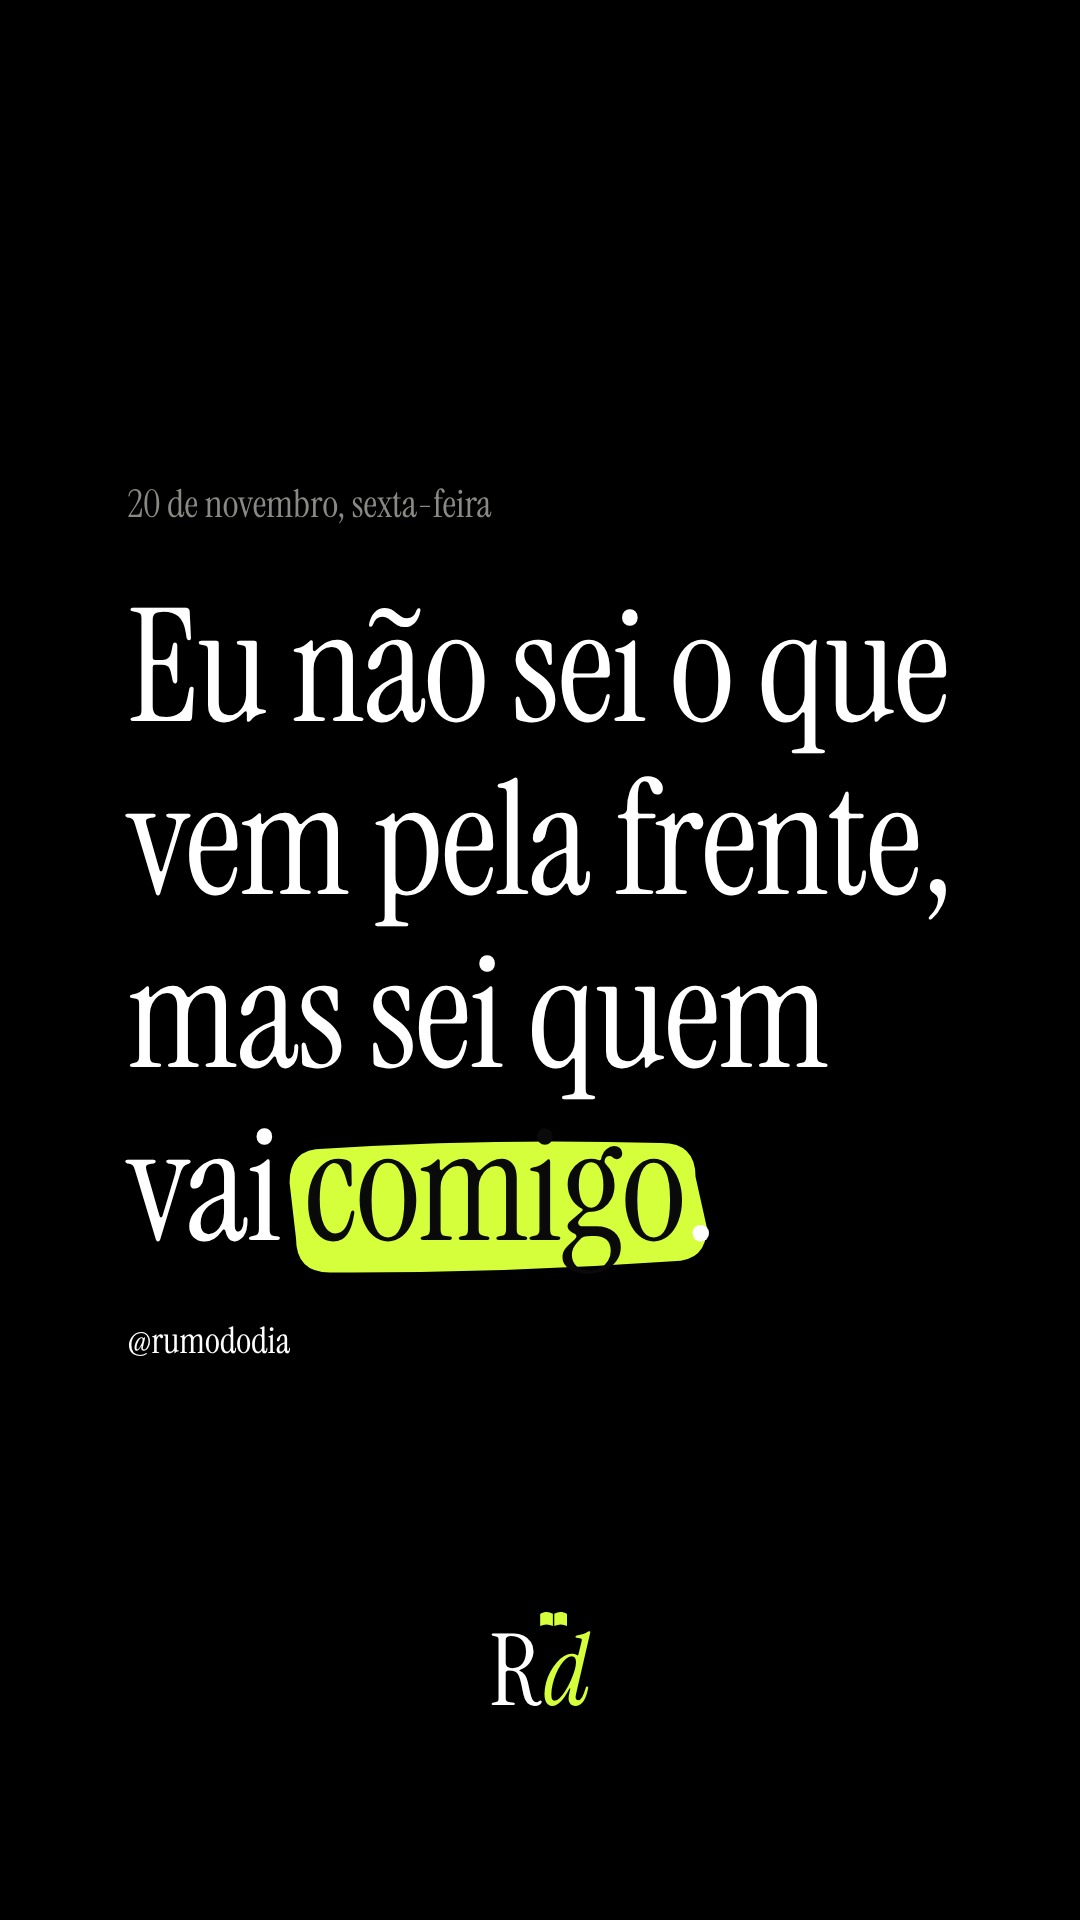 20 de novembro, sexta-feira
Eu não sei o que
vem pela frente,
mas sei quem
vai comigo.
@rumododia
Rd